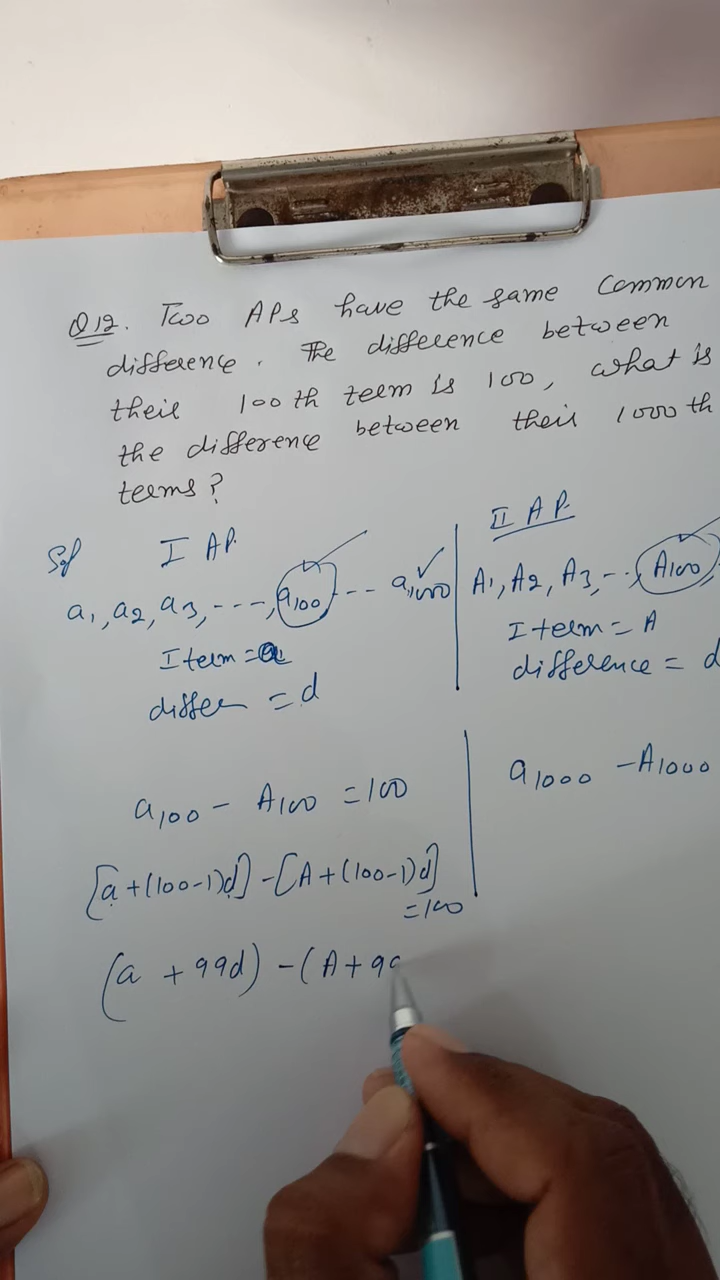 Q12. Two APs have the same Common
difference. The difference between
their 100th term is 100, what is
the difference between their 1000th
terms?
Sol I AP.
a1, a2, a3, ----, a100 --- a1000
I term = a
differ = d
II AP.
A1, A2, A3, --, A100
I term = A
difference = d
a100 - A100 = 100
[a+(100-1)d] - [A+(100-1)d]
= 100
(a + 99d) - (A + 99
a1000 - A1000